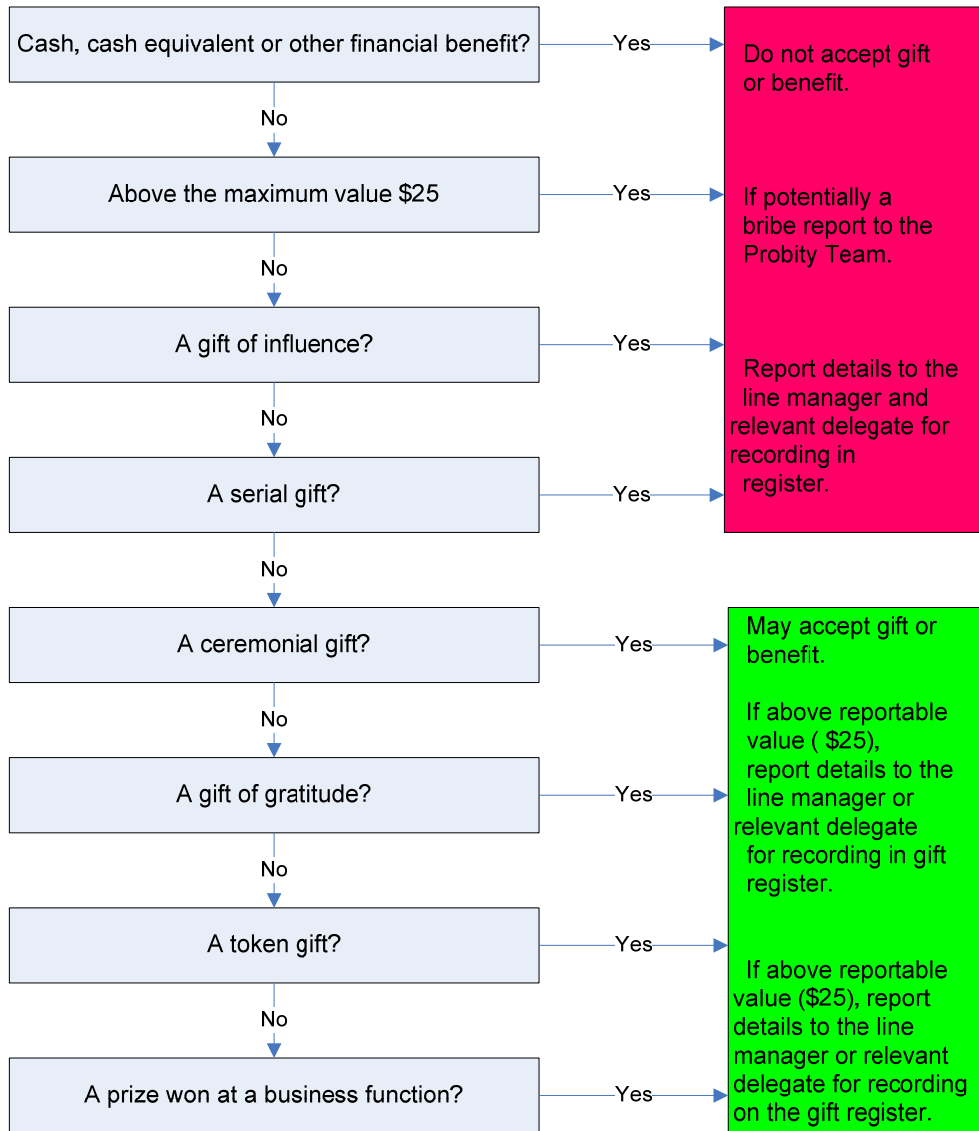 Cash, cash equivalent or other financial benefit?
Yes
Do not accept gift
or benefit.
No
Above the maximum value $25
Yes
If potentially a
bribe report to the
Probity Team.
No
A gift of influence?
Yes
Report details to the
line manager and
relevant delegate for
recording in
register.
No
A serial gift?
Yes
No
A ceremonial gift?
Yes
May accept gift or
benefit.
No
If above reportable
value ( $25),
report details to the
line manager or
relevant delegate
for recording in gift
register.
A gift of gratitude?
Yes
No
A token gift?
Yes
If above reportable
value ($25), report
details to the line
manager or relevant
delegate for recording
on the gift register.
No
A prize won at a business function?
Yes